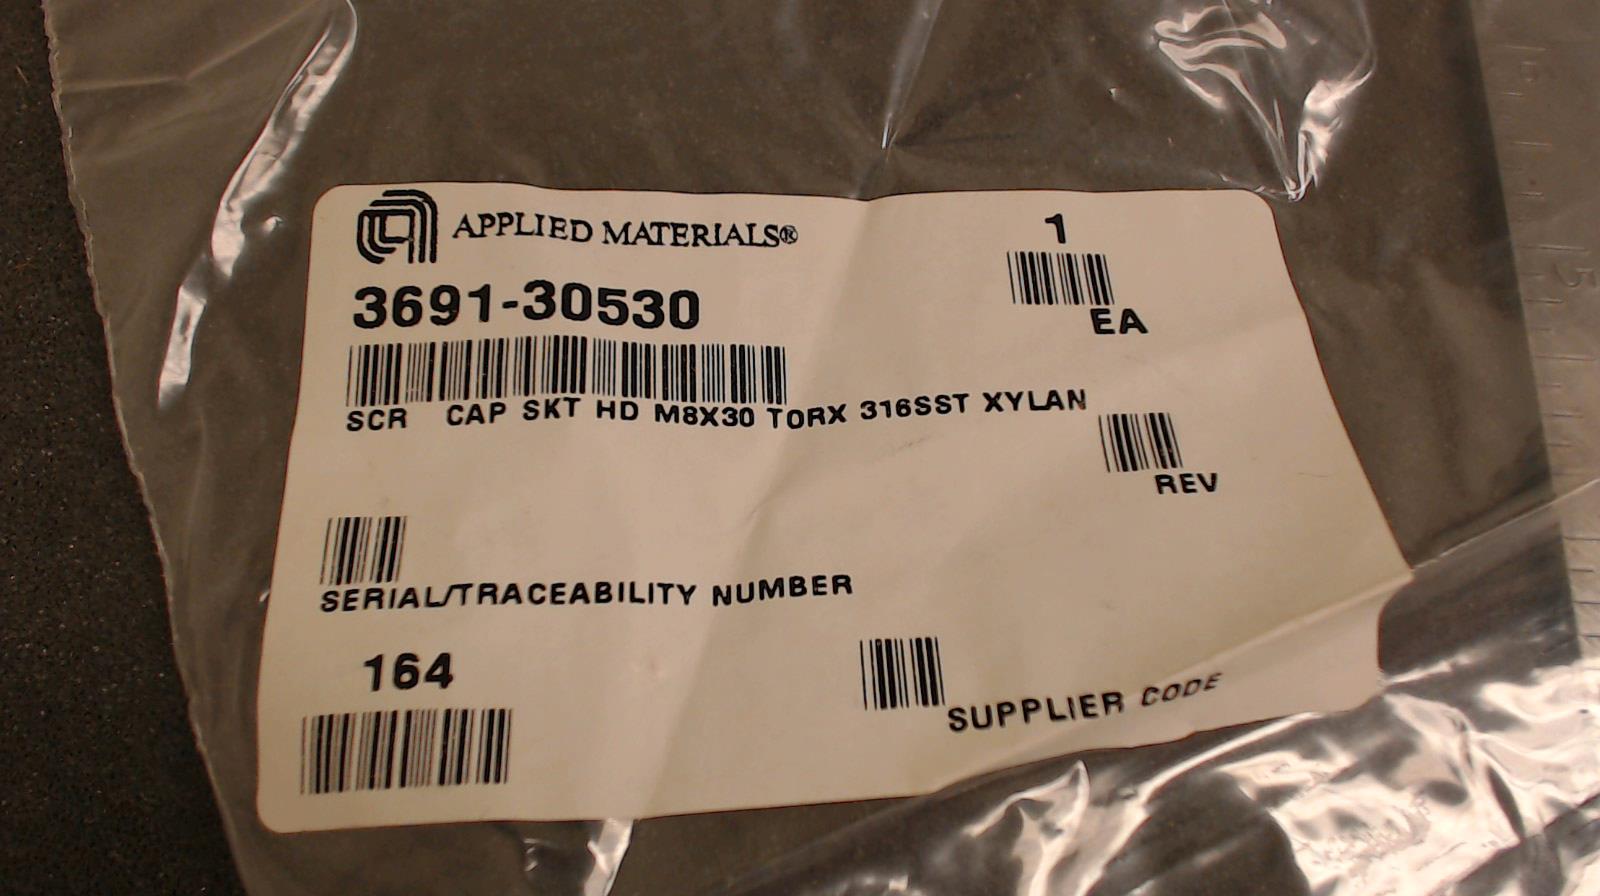 APPLIED MATERIALS®
1
EA
3691-30530
SCR CAP SKT HD M8X30 TORX 316SST XYLAN
REV
SERIAL/TRACEABILITY NUMBER
164
SUPPLIER CODE